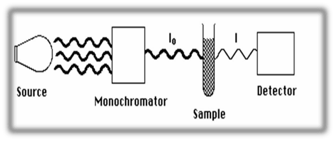 I₀
I
Source
Monochromator
Sample
Detector